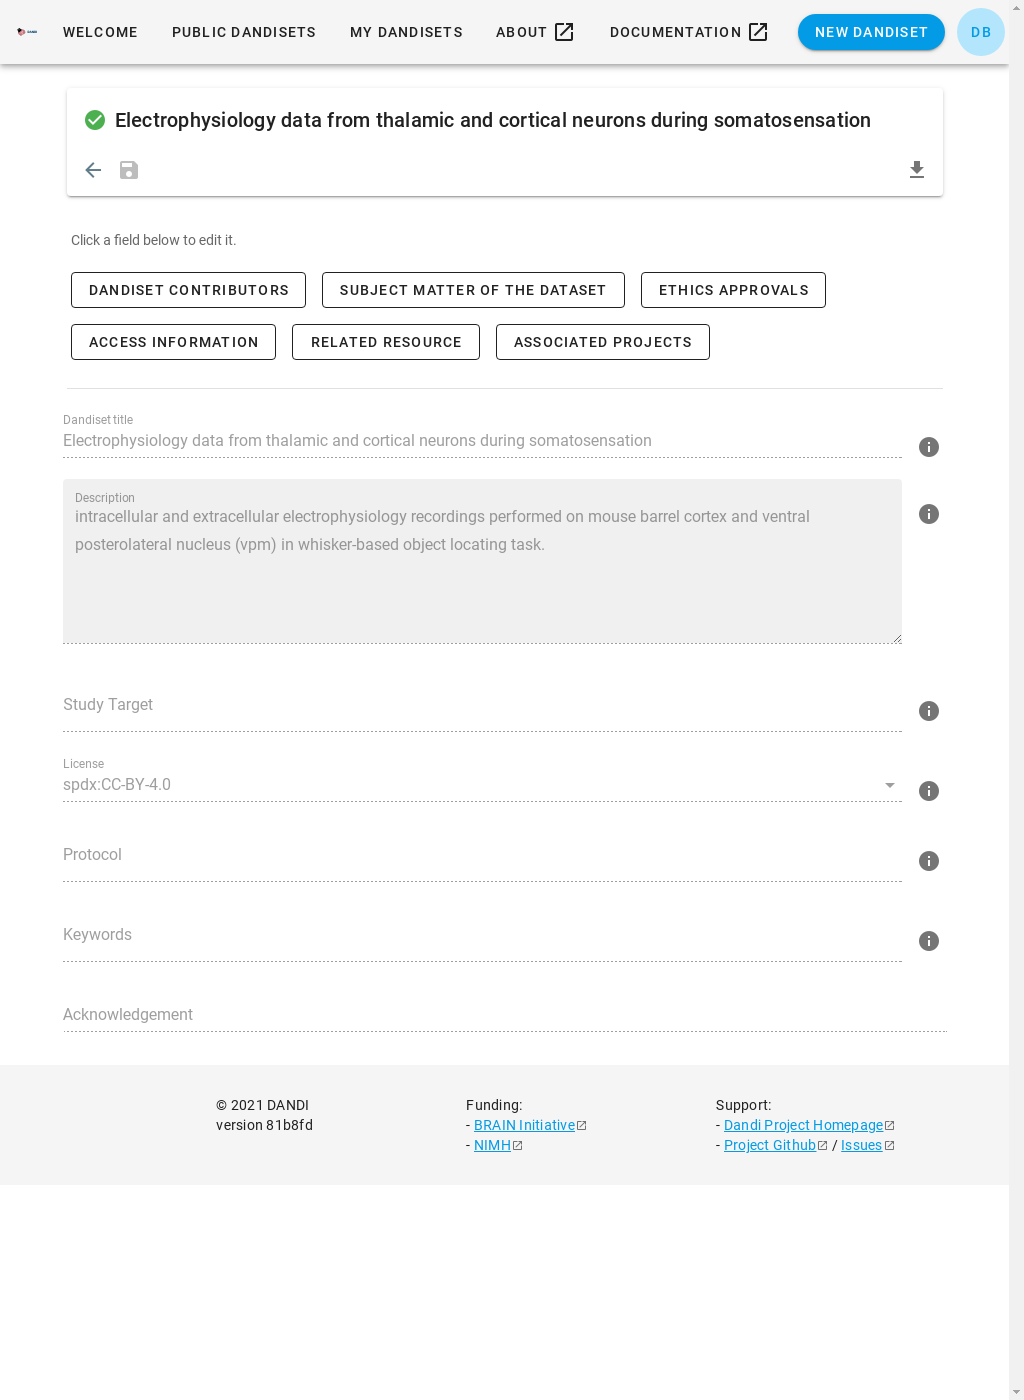 WELCOME PUBLIC DANDISETS MY DANDISETS ABOUT DOCUMENTATION NEW DANDISET DB
Electrophysiology data from thalamic and cortical neurons during somatosensation
Click a field below to edit it.
DANDISET CONTRIBUTORS SUBJECT MATTER OF THE DATASET ETHICS APPROVALS
ACCESS INFORMATION RELATED RESOURCE ASSOCIATED PROJECTS
Dandiset title
Electrophysiology data from thalamic and cortical neurons during somatosensation
Description
intracellular and extracellular electrophysiology recordings performed on mouse barrel cortex and ventral
posterolateral nucleus (vpm) in whisker-based object locating task.
Study Target
License
spdx:CC-BY-4.0
Protocol
Keywords
Acknowledgement
© 2021 DANDI
version 81b8fd
Funding:
- BRAIN Initiative
- NIMH
Support:
- Dandi Project Homepage
- Project Github / Issues